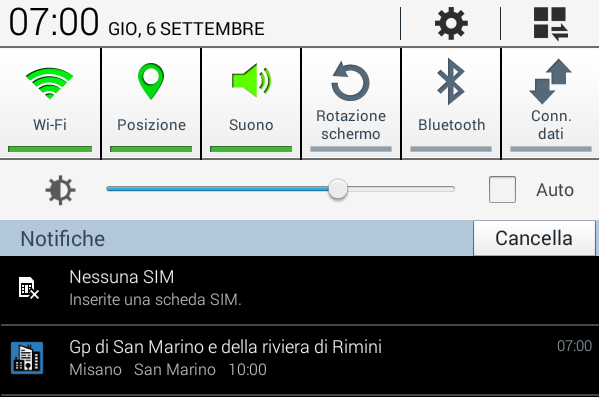 07:00 GIO, 6 SETTEMBRE
Wi-Fi
Posizione
Suono
Rotazione
schermo
Bluetooth
Conn.
dati
Auto
Notifiche
Cancella
Nessuna SIM
Inserite una scheda SIM.
Gp di San Marino e della riviera di Rimini 07:00
Misano San Marino 10:00